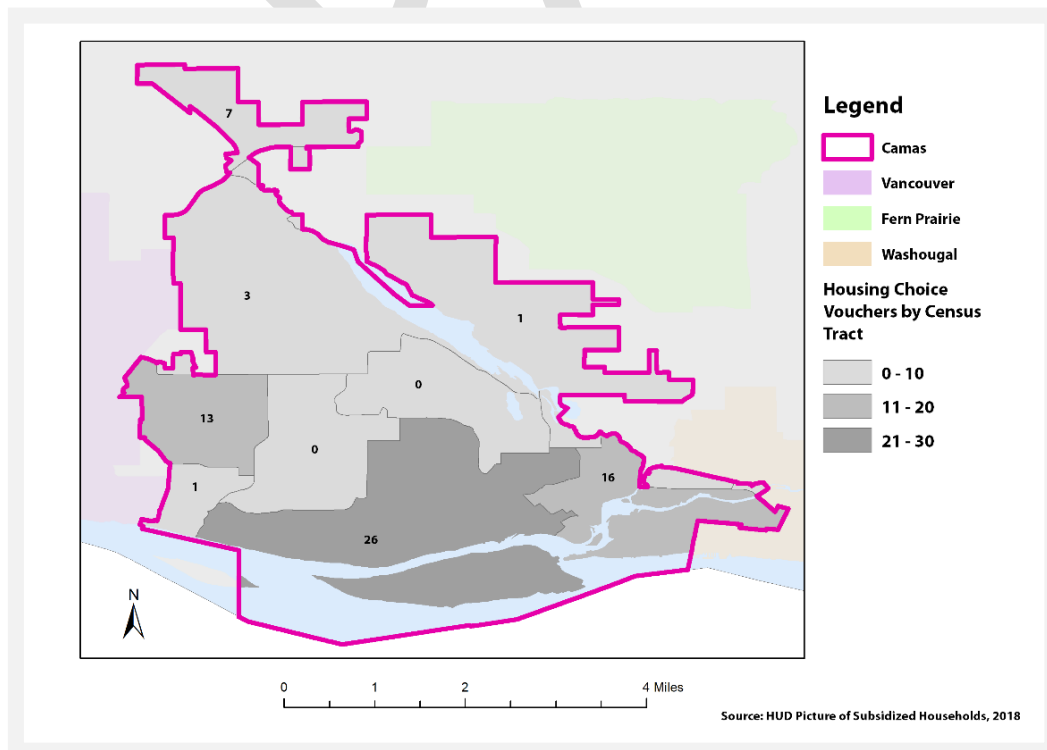 7
3
1
0
13
0
1
16
26
N
Legend
Camas
Vancouver
Fern Prairie
Washougal
Housing Choice
Vouchers by Census
Tract
0 - 10
11 - 20
21 - 30
0 1 2 4 Miles
Source: HUD Picture of Subsidized Households, 2018